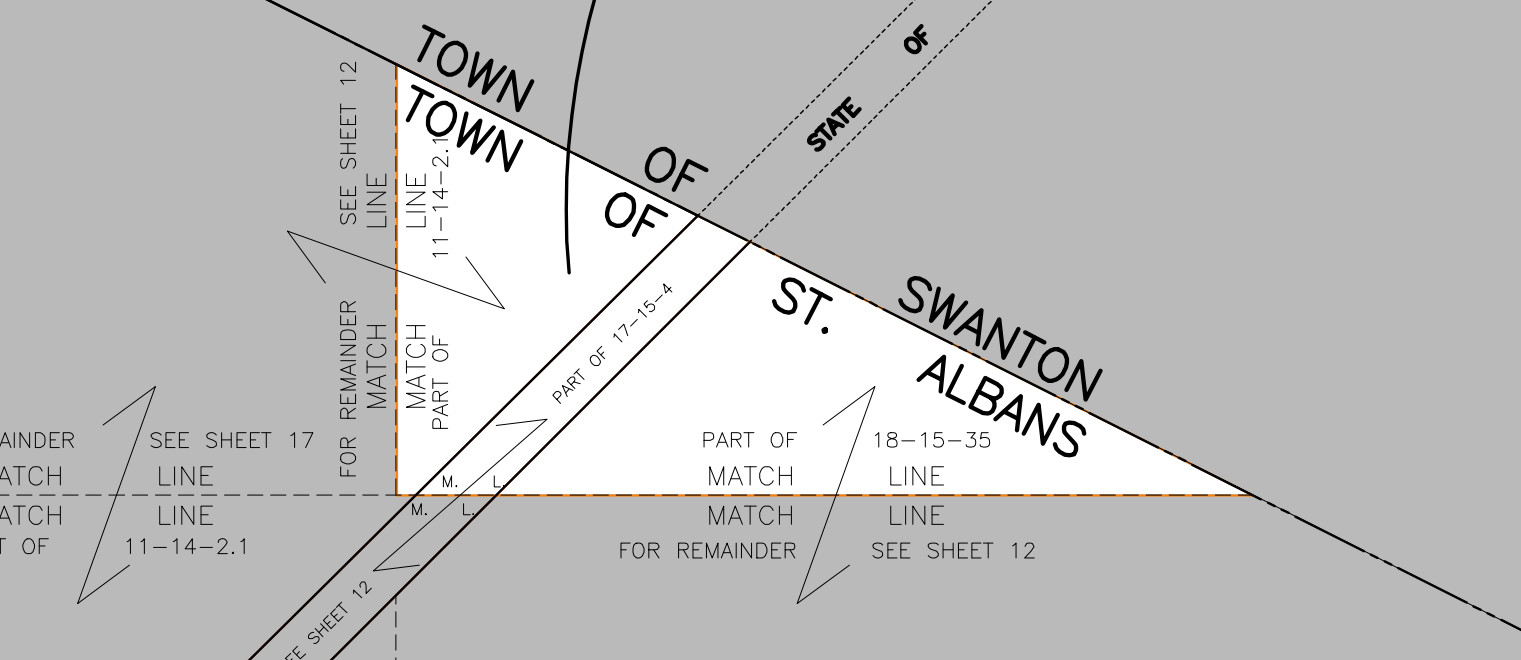 TOWN OF SWANTON
TOWN OF ST. ALBANS
STATE OF
FOR REMAINDER SEE SHEET 12
MATCH LINE
MATCH LINE
PART OF 11-14-2.1
PART OF 17-15-4
AINDER SEE SHEET 17
ATCH LINE
ATCH LINE
T OF 11-14-2.1
M. L.
M. L.
EE SHEET 12
PART OF 18-15-35
MATCH LINE
MATCH LINE
FOR REMAINDER SEE SHEET 12